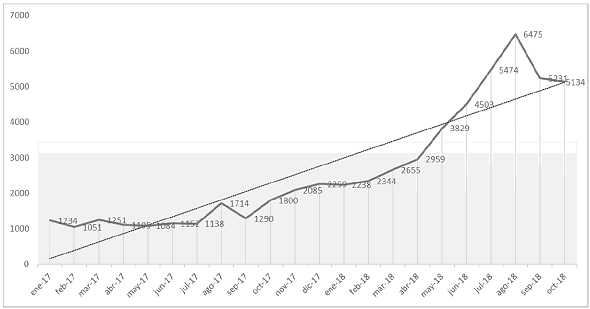 7000
6000
5000
4000
3000
2000
1000
0
1234
1051
1251
1105
1084
1152
1138
1714
1290
1800
2085
2238
2344
2655
2959
3829
4503
5474
6475
5231
5134
ene-17
feb-17
mar-17
abr-17
may-17
jun-17
jul-17
ago-17
sep-17
oct-17
nov-17
dic-17
ene-18
feb-18
mar-18
abr-18
may-18
jun-18
jul-18
ago-18
sep-18
oct-18